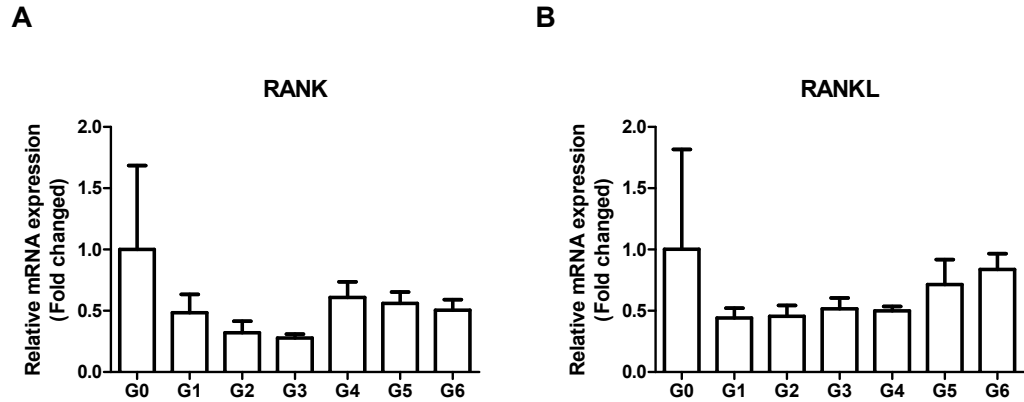 A
RANK
Relative mRNA expression
(Fold changed)
2.0
1.5
1.0
0.5
0.0
G0 G1 G2 G3 G4 G5 G6
B
RANKL
Relative mRNA expression
(Fold changed)
2.0
1.5
1.0
0.5
0.0
G0 G1 G2 G3 G4 G5 G6